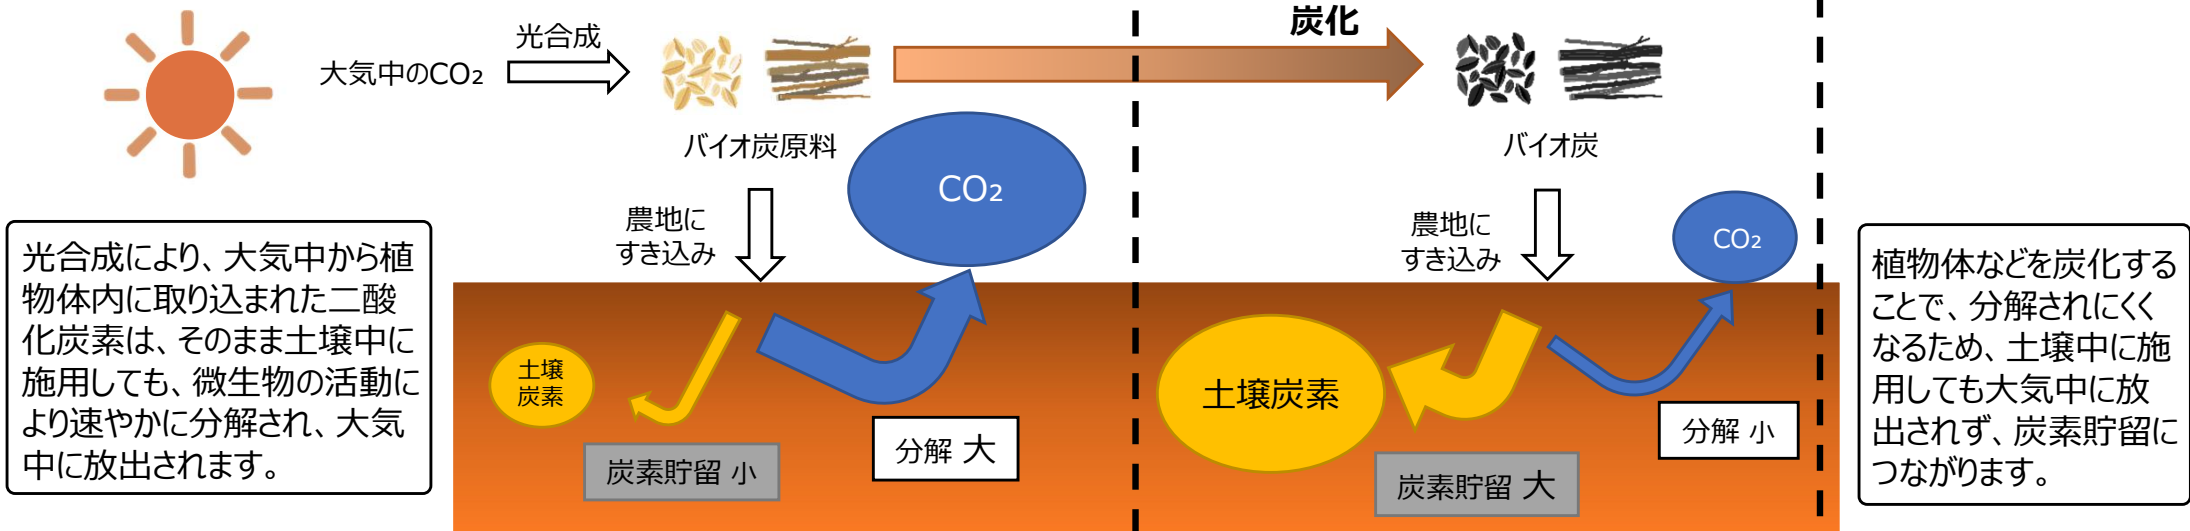 炭化
光合成
大気中のCO₂
バイオ炭原料
バイオ炭
CO₂
農地に
すき込み
農地に
すき込み
CO₂
光合成により、大気中から植
物体内に取り込まれた二酸
化炭素は、そのまま土壌中に
施用しても、微生物の活動に
より速やかに分解され、大気
中に放出されます。
土壌
炭素
炭素貯留 小
分解 大
土壌炭素
炭素貯留 大
分解 小
植物体などを炭化する
ことで、分解されにくく
なるため、土壌中に施
用しても大気中に放
出されず、炭素貯留に
つながります。